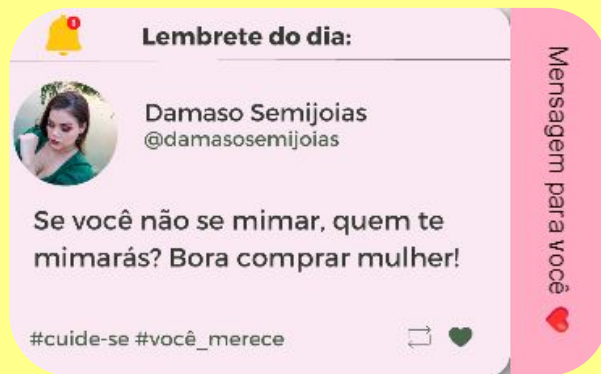 Lembrete do dia:
Damaso Semijoias
@damasosemijoias
Se você não se mimar, quem te
mimarás? Bora comprar mulher!
#cuide-se #você_merece
Mensagem para você ❤️